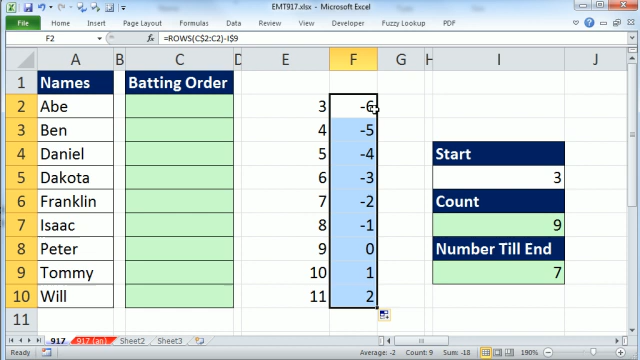 EMT917.xlsx - Microsoft Excel
File Home Insert Page Layout Formulas Data Review View Developer Fuzzy Lookup PDF
F2 fx =ROWS(C$2:C2)-I$9
A B C D E F G H I J
1 Names Batting Order
2 Abe 3 -6
3 Ben 4 -5
4 Daniel 5 -4 Start
5 Dakota 6 -3 3
6 Franklin 7 -2 Count
7 Isaac 8 -1 9
8 Peter 9 0 Number Till End
9 Tommy 10 1 7
10 Will 11 2
11
917 917 (an) Sheet2 Sheet3
Ready Average: -2 Count: 9 Sum: -18 190%